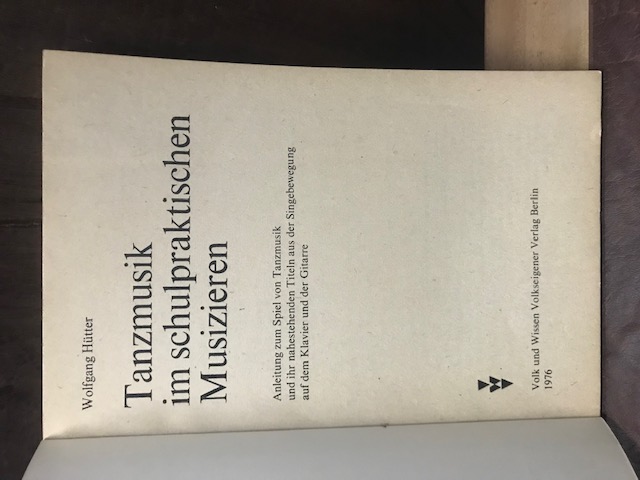 Wolfgang Hütter
Tanzmusik
im schulpraktischen
Musizieren
Anleitung zum Spiel von Tanzmusik
und ihr nahestehenden Titeln aus der Singebewegung
auf dem Klavier und der Gitarre
Volk und Wissen Volkseigener Verlag Berlin
1976